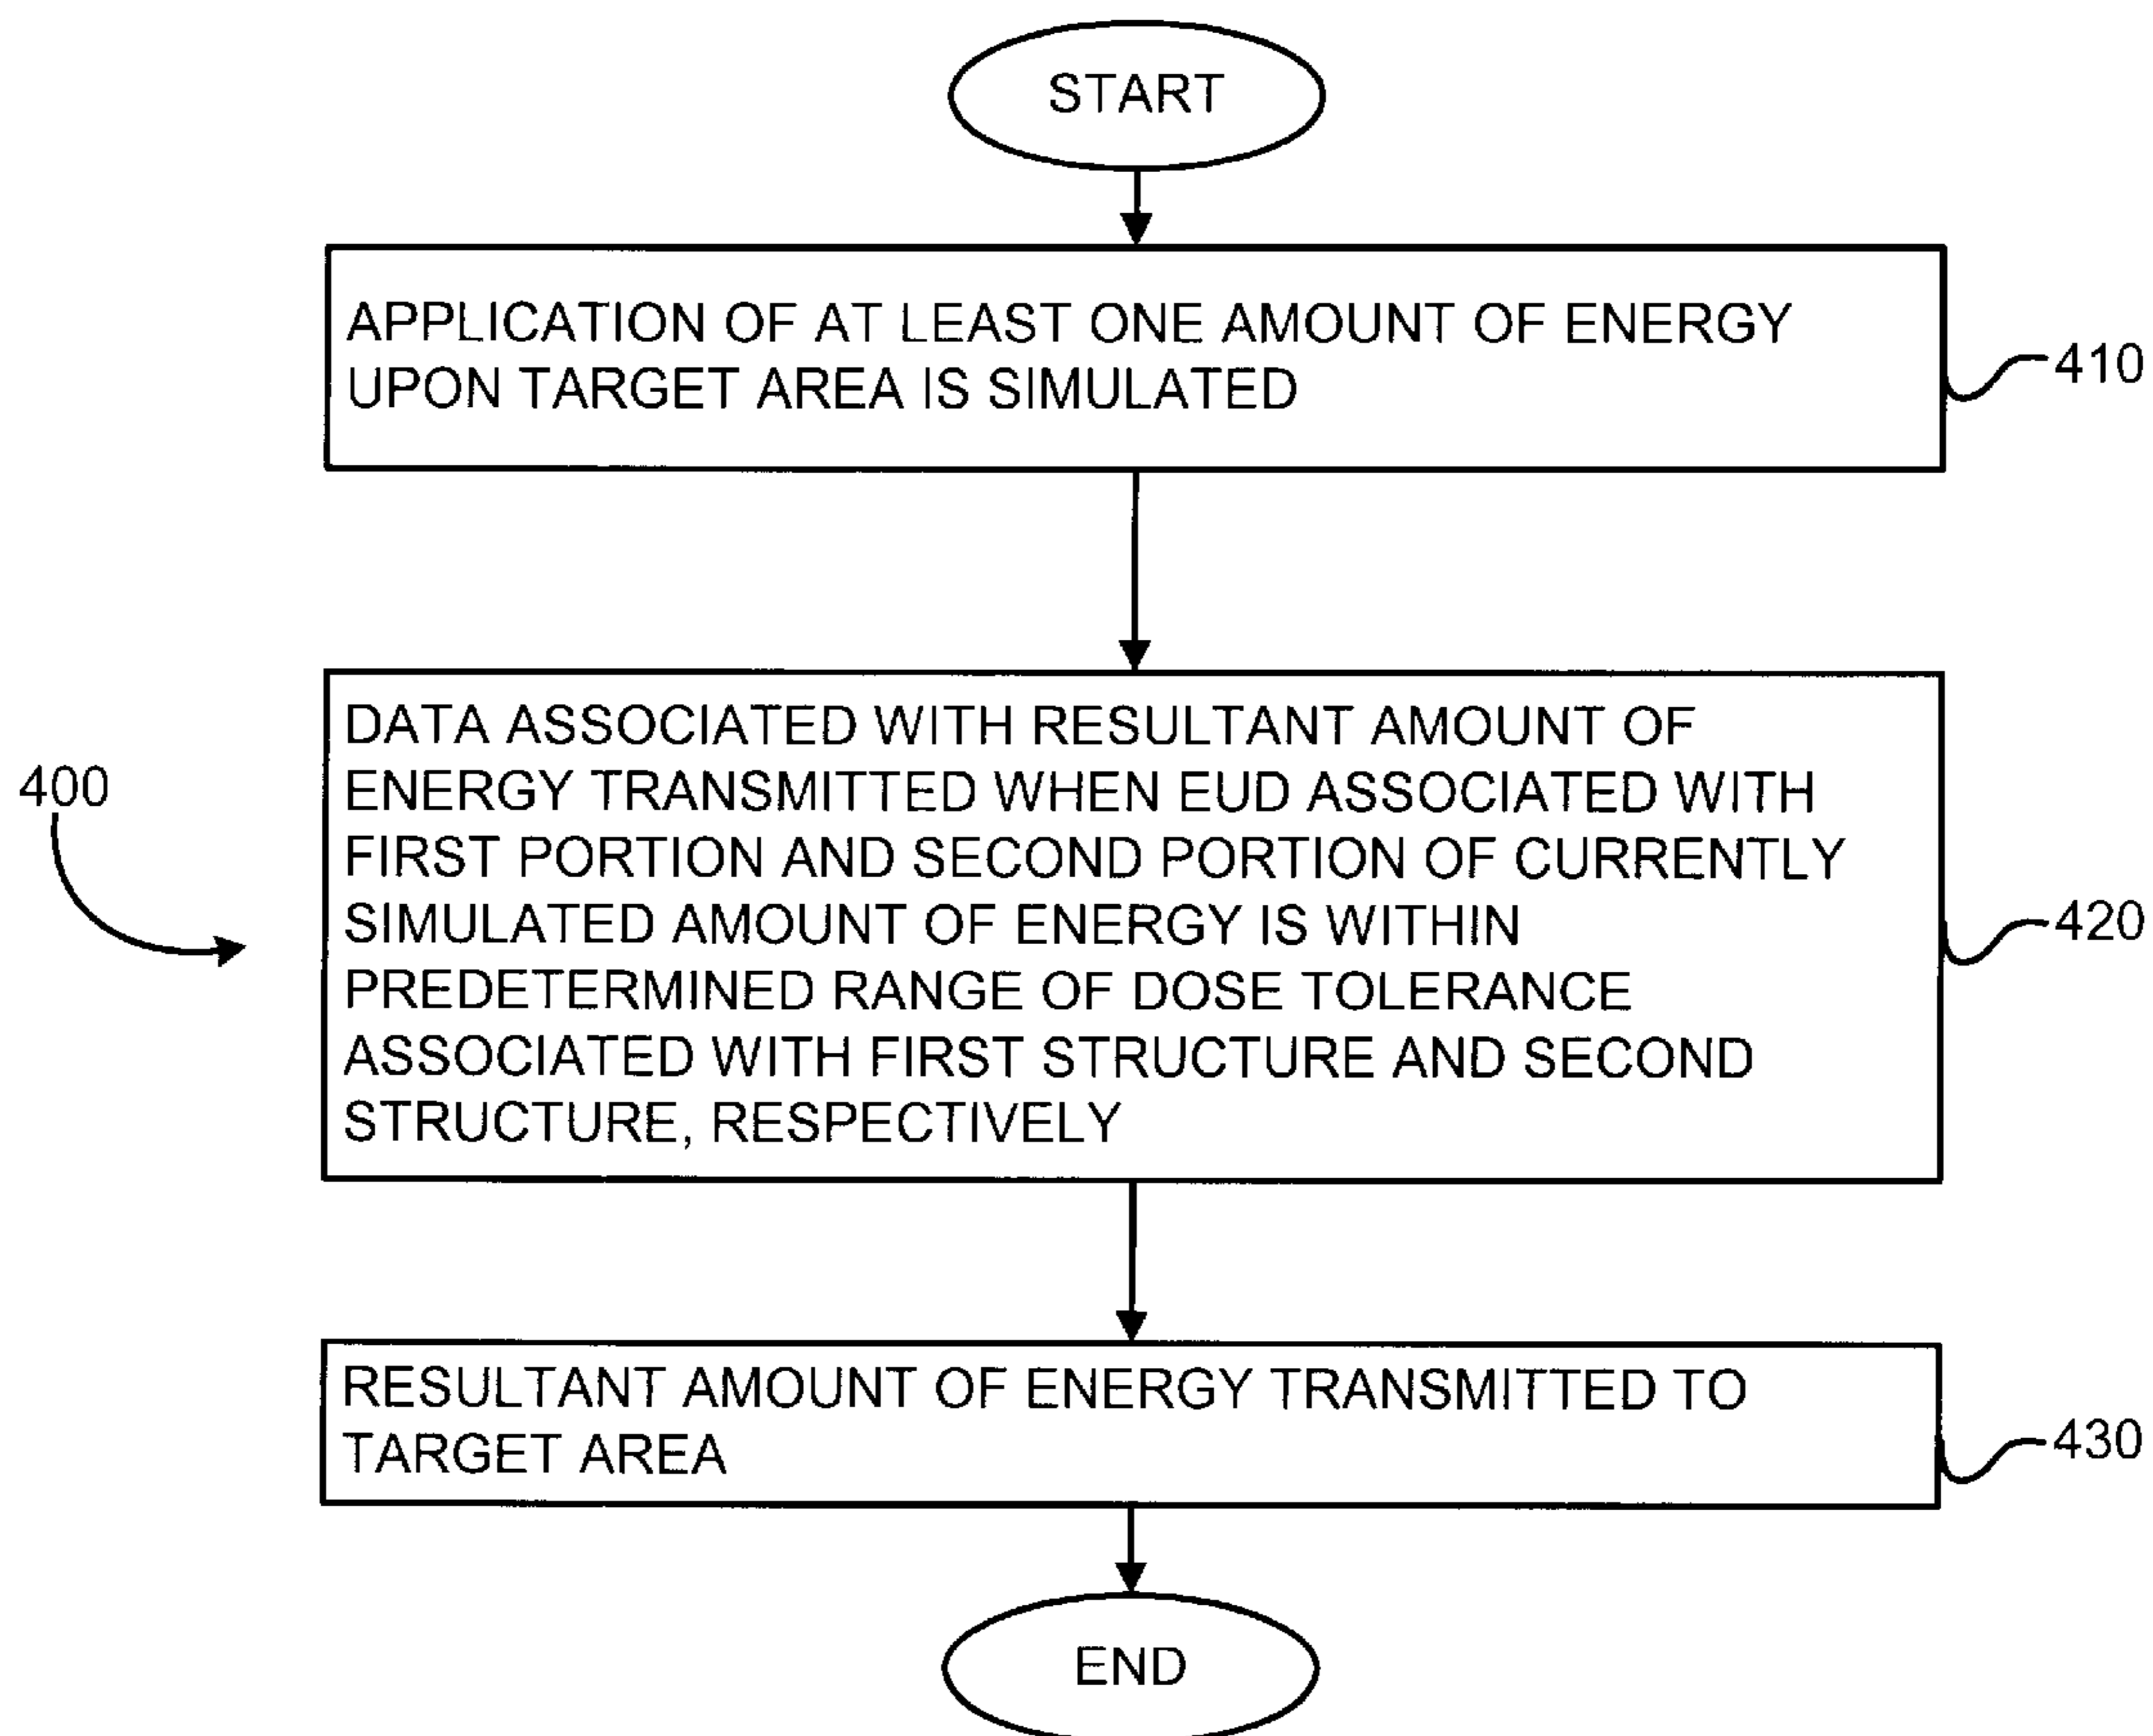 START
APPLICATION OF AT LEAST ONE AMOUNT OF ENERGY
UPON TARGET AREA IS SIMULATED
410
400
DATA ASSOCIATED WITH RESULTANT AMOUNT OF
ENERGY TRANSMITTED WHEN EUD ASSOCIATED WITH
FIRST PORTION AND SECOND PORTION OF CURRENTLY
SIMULATED AMOUNT OF ENERGY IS WITHIN
PREDETERMINED RANGE OF DOSE TOLERANCE
ASSOCIATED WITH FIRST STRUCTURE AND SECOND
STRUCTURE, RESPECTIVELY
420
RESULTANT AMOUNT OF ENERGY TRANSMITTED TO
TARGET AREA
430
END